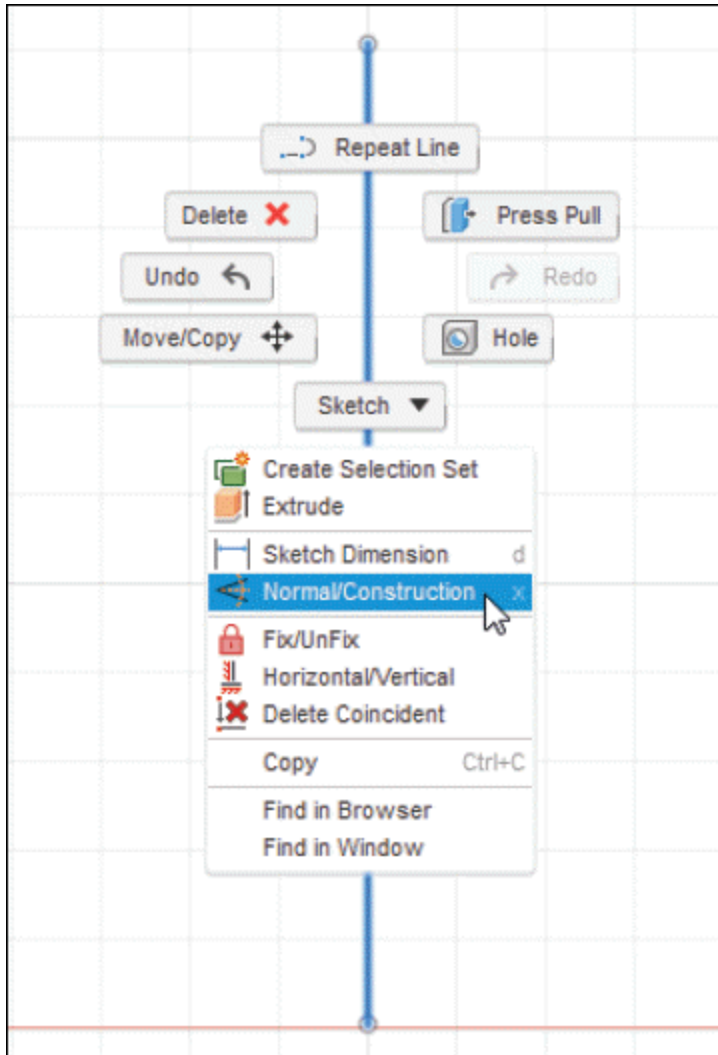 Repeat Line
Delete
Press Pull
Undo
Redo
Move/Copy
Hole
Sketch
Create Selection Set
Extrude
Sketch Dimension d
Normal/Construction x
Fix/UnFix
Horizontal/Vertical
Delete Coincident
Copy Ctrl+C
Find in Browser
Find in Window